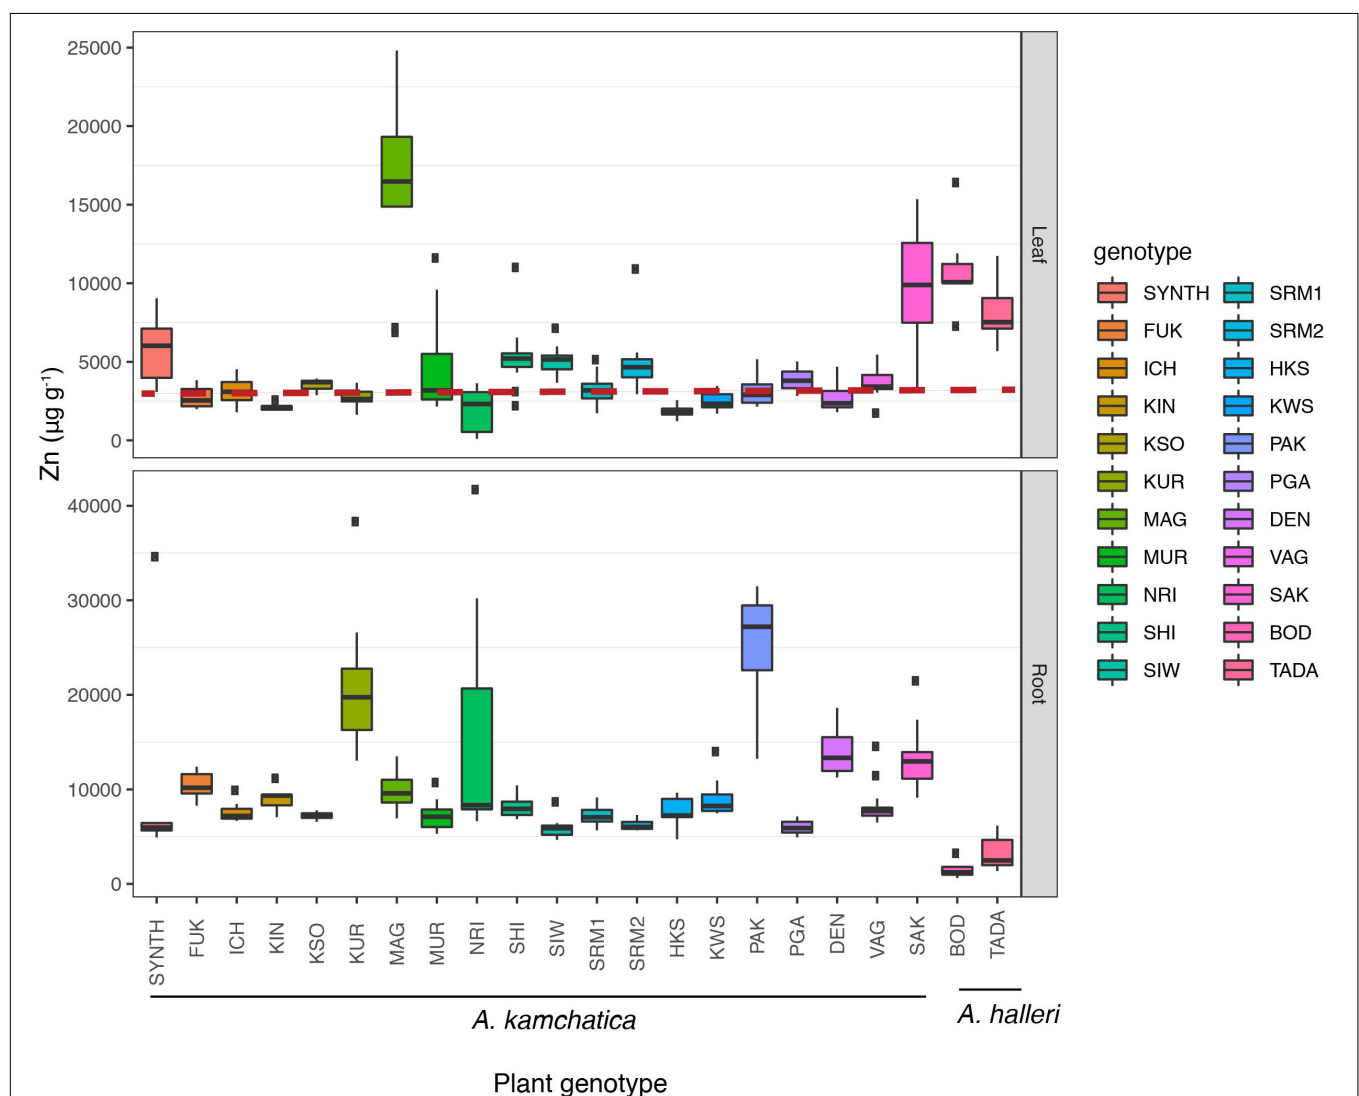 25000
20000
15000
10000
5000
0
Leaf
Zn (µg g⁻¹)
40000
30000
20000
10000
0
Root
SYNTH
FUK
ICH
KIN
KSO
KUR
MAG
MUR
NRI
SHI
SIW
SRM1
SRM2
HKS
KWS
PAK
PGA
DEN
VAG
SAK
BOD
TADA
A. kamchatica
A. halleri
Plant genotype
genotype
SYNTH
FUK
ICH
KIN
KSO
KUR
MAG
MUR
NRI
SHI
SIW
SRM1
SRM2
HKS
KWS
PAK
PGA
DEN
VAG
SAK
BOD
TADA